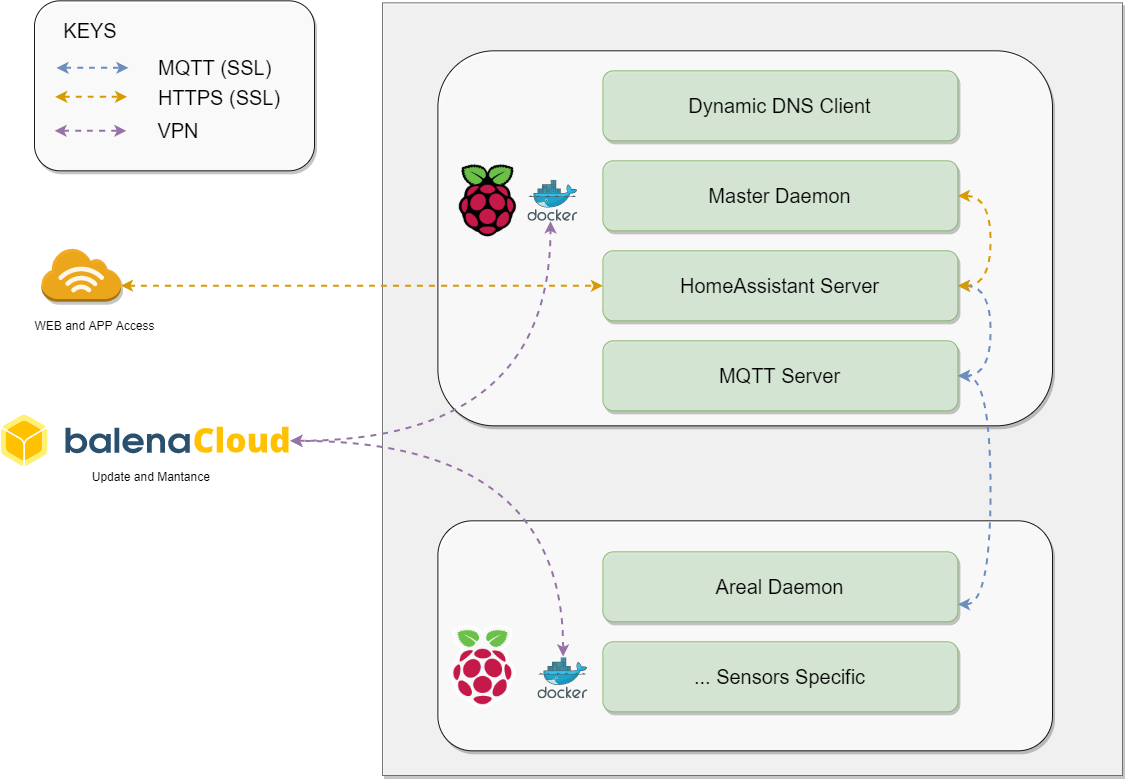 KEYS
MQTT (SSL)
HTTPS (SSL)
VPN
Dynamic DNS Client
Master Daemon
docker
HomeAssistant Server
WEB and APP Access
MQTT Server
balenaCloud
Update and Mantance
Areal Daemon
... Sensors Specific
docker